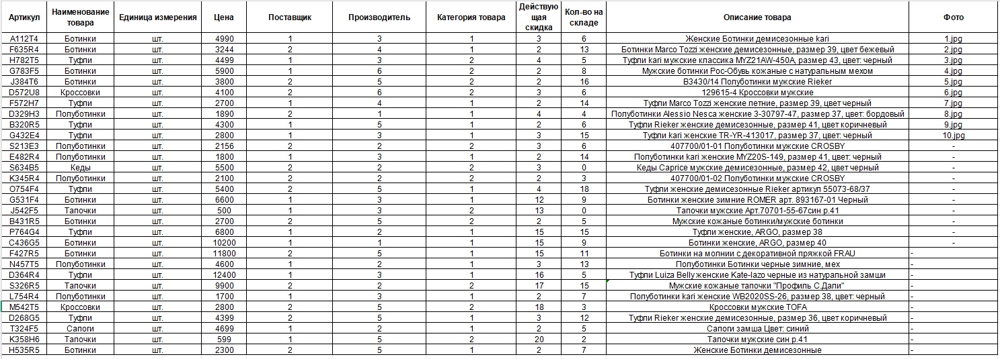 Артикул Наименование товара Единица измерения Цена Поставщик Производитель Категория товара Действующая скидка Кол-во на складе Описание товара Фото
A112T4 Ботинки шт. 4990 1 3 1 3 6 Женские Ботинки демисезонные kari 1.jpg
F635R4 Ботинки шт. 3244 2 4 1 2 13 Ботинки Marco Tozzi женские демисезонные, размер 39, цвет бежевый 2.jpg
H782T5 Туфли шт. 4499 1 3 2 4 5 Туфли kari мужские классика MYZ21AW-450A, размер 43, цвет: черный 3.jpg
G783F5 Ботинки шт. 5900 1 6 2 2 8 Мужские ботинки Рос-Обувь кожаные с натуральным мехом 4.jpg
J384T6 Ботинки шт. 3800 2 5 2 2 16 B3430/14 Полуботинки мужские Rieker 5.jpg
D572U8 Кроссовки шт. 4100 2 6 2 3 6 129615-4 Кроссовки мужские 6.jpg
F572H7 Туфли шт. 2700 1 4 1 2 14 Туфли Marco Tozzi женские летние, размер 39, цвет черный 7.jpg
D329H3 Полуботинки шт. 1890 2 1 1 4 4 Полуботинки Alessio Nesca женские 3-30797-47, размер 37, цвет: бордовый 8.jpg
B320R5 Туфли шт. 4300 1 5 1 2 6 Туфли Rieker женские демисезонные, размер 41, цвет коричневый 9.jpg
G432E4 Туфли шт. 2800 1 3 1 3 15 Туфли kari женские TR-YR-413017, размер 37, цвет: черный 10.jpg
S213E3 Полуботинки шт. 2156 2 2 2 3 6 407700/01-01 Полуботинки мужские CROSBY -
E482R4 Полуботинки шт. 1800 1 3 1 2 14 Полуботинки kari женские MYZ20S-149, размер 41, цвет: черный -
S634B5 Кеды шт. 5500 2 2 2 3 0 Кеды Caprice мужские демисезонные, размер 42, цвет черный -
K345R4 Полуботинки шт. 2100 2 2 2 2 3 407700/01-02 Полуботинки мужские CROSBY -
O754F4 Туфли шт. 5400 2 5 1 4 18 Туфли женские демисезонные Rieker артикул 55073-68/37 -
G531F4 Ботинки шт. 6600 1 3 1 12 9 Ботинки женские зимние ROMER арт. 893167-01 Черный -
J542F5 Тапочки шт. 500 1 3 2 13 0 Тапочки мужские Арт.70701-55-67син р.41 -
B431R5 Ботинки шт. 2700 2 5 2 2 5 Мужские кожаные ботинки/мужские ботинки -
P764G4 Туфли шт. 6800 1 2 1 15 15 Туфли женские, ARGO, размер 38 -
C436G5 Ботинки шт. 10200 1 1 1 15 9 Ботинки женские, ARGO, размер 40 -
F427R5 Ботинки шт. 11800 2 5 1 15 11 Ботинки на молнии с декоративной пряжкой FRAU -
N457T5 Полуботинки шт. 4600 1 2 1 3 13 Полуботинки Ботинки черные зимние, мех -
D364R4 Туфли шт. 12400 1 3 1 16 5 Туфли Luiza Belly женские Kate-lazo черные из натуральной замши -
S326R5 Тапочки шт. 9900 2 2 2 17 15 Мужские кожаные тапочки "Профиль С.Дали" -
L754R4 Полуботинки шт. 1700 1 3 1 2 7 Полуботинки kari женские WB2020SS-26, размер 38, цвет: черный -
M542T5 Кроссовки шт. 2800 2 5 2 18 3 Кроссовки мужские TOFA -
D268G5 Туфли шт. 4399 2 5 1 3 12 Туфли Rieker женские демисезонные, размер 36, цвет коричневый -
T324F5 Сапоги шт. 4699 1 2 1 2 5 Сапоги замша Цвет: синий -
K358H6 Тапочки шт. 599 1 5 2 20 2 Тапочки мужские син р.41 -
H535R5 Ботинки шт. 2300 2 5 1 2 7 Женские Ботинки демисезонные -